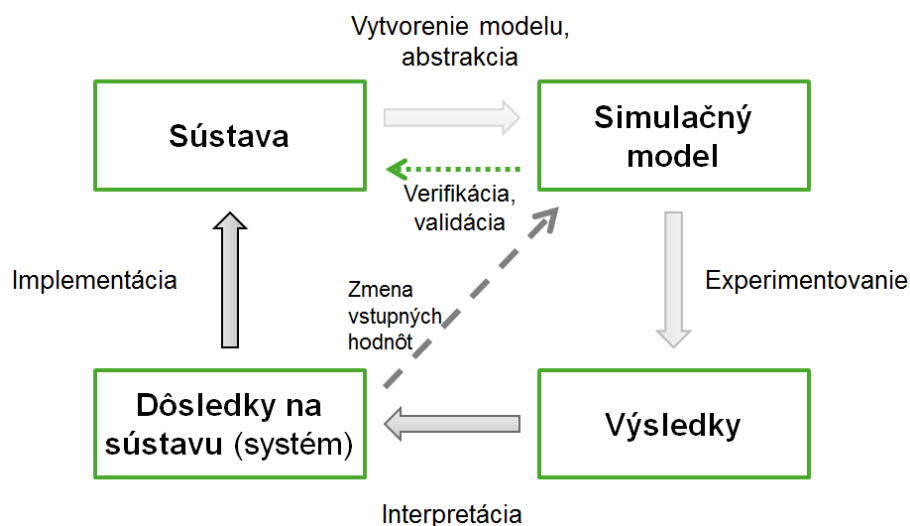 Vytvorenie modelu,
abstrakcia
Sústava
Simulačný
model
Verifikácia,
validácia
Implementácia
Zmena
vstupných
hodnôt
Experimentovanie
Dôsledky na
sústavu (systém)
Výsledky
Interpretácia